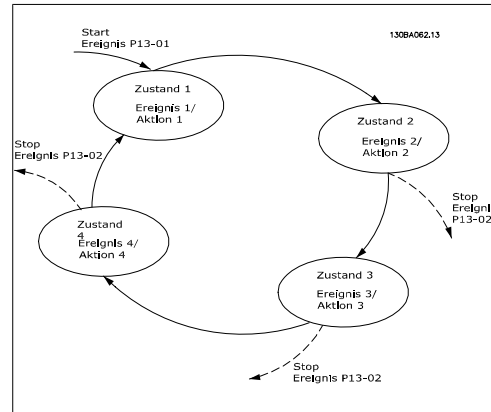 Start
Ereignis P13-01
130BA062.13
Zustand 1
Ereignis 1/
Aktion 1
Zustand 2
Ereignis 2/
Aktion 2
Stop
Ereignis P13-02
Stop
Ereignis
P13-02
Zustand
4
Ereignis 4/
Aktion 4
Zustand 3
Ereignis 3/
Aktion 3
Stop
Ereignis P13-02